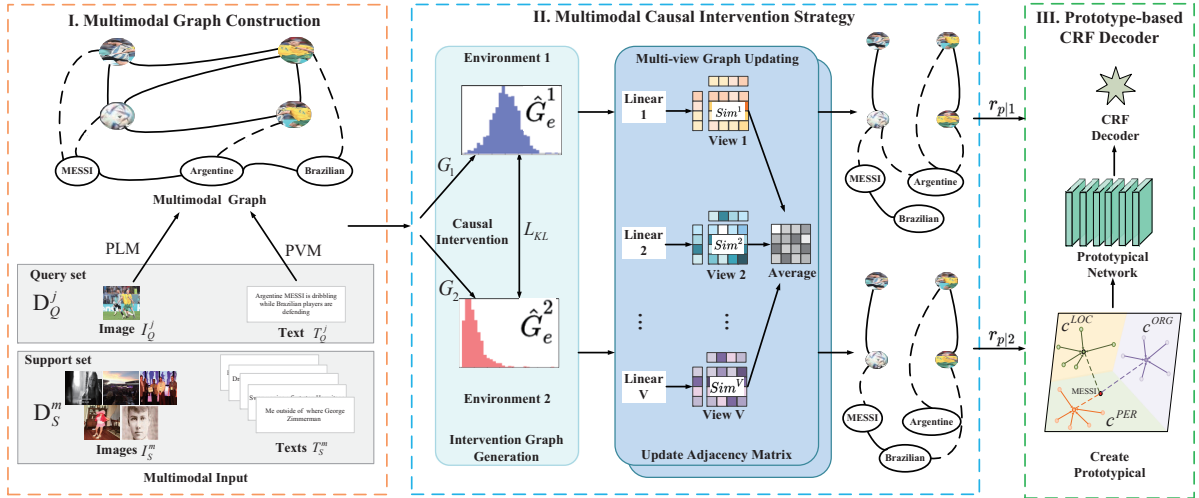 I. Multimodal Graph Construction
MESSI
Argentine
Brazilian
Multimodal Graph
PLM
PVM
Query set
D_Q^j
Image I_Q^j
Argentine MESSI is dribbling
while Brazilian players are
defending
Text T_Q^j
Support set
D_S^m
Images I_S^m
Me outside of where George
Zimmerman
Texts T_S^m
Multimodal Input
II. Multimodal Causal Intervention Strategy
Environment 1
Ĝ_e^1
G_1
Causal
Intervention
L_{KL}
G_2
Ĝ_e^2
Environment 2
Intervention Graph
Generation
Multi-view Graph Updating
Linear
1
Sim^1
View 1
Linear
2
Sim^2
View 2
Average
...
...
Linear
V
Sim^V
View V
Update Adjacency Matrix
MESSI
Argentine
Brazilian
MESSI
Argentine
Brazilian
r_{p|1}
r_{p|2}
III. Prototype-based
CRF Decoder
CRF
Decoder
Prototypical
Network
c^{LOC}
c^{ORG}
MESSI
c^{PER}
Create
Prototypical